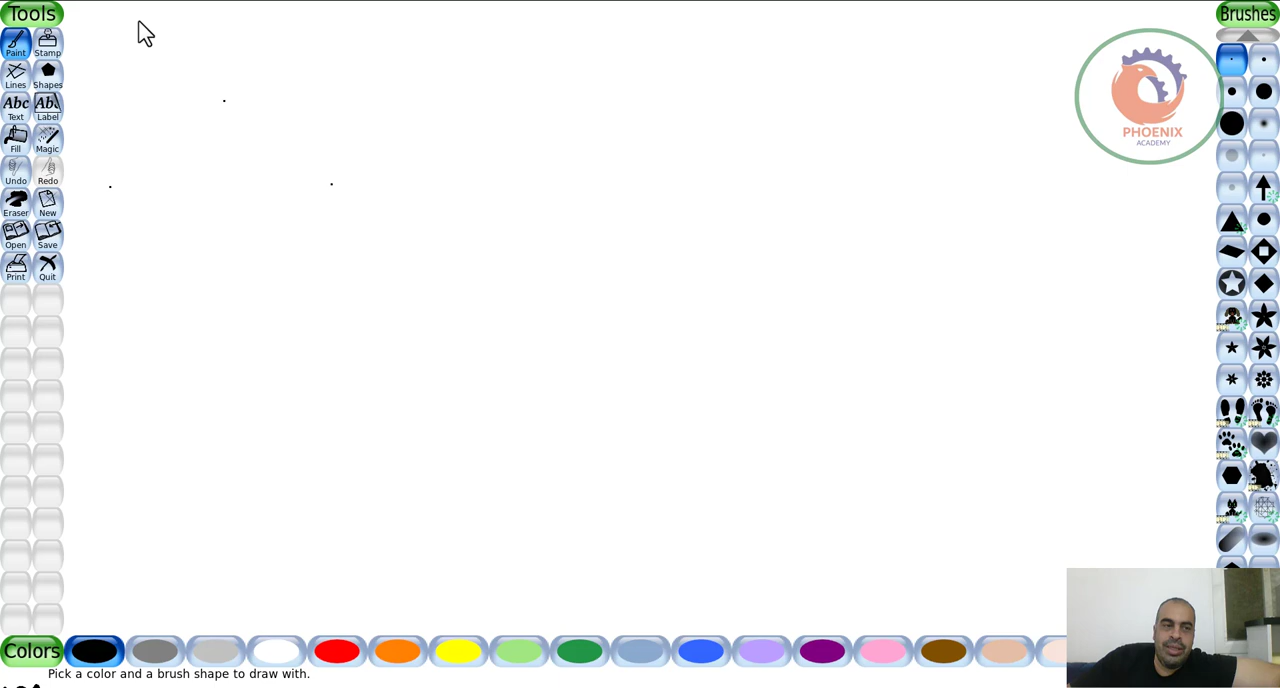 Tools
Brushes
Paint Stamp
Lines Shapes
Abc Abc
Text Label
Fill Magic
Undo Redo
Eraser New
Open Save
Print Quit
PHOENIX
ACADEMY
Colors
Pick a color and a brush shape to draw with.